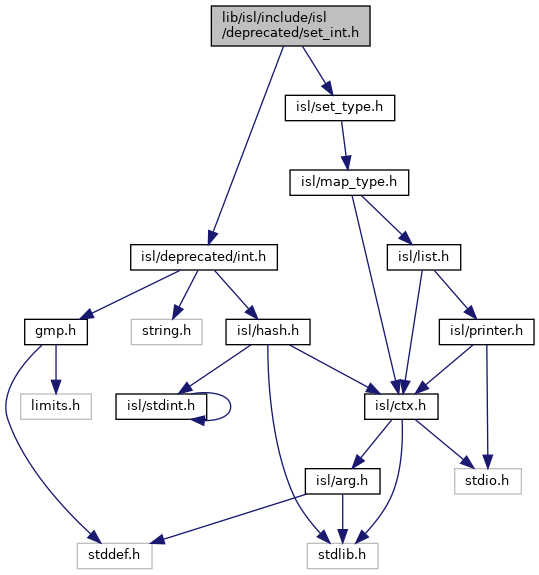 lib/isl/include/isl
/deprecated/set_int.h
isl/set_type.h
isl/map_type.h
isl/deprecated/int.h
isl/list.h
gmp.h
string.h
isl/hash.h
isl/printer.h
limits.h
isl/stdint.h
isl/ctx.h
isl/arg.h
stdio.h
stddef.h
stdlib.h